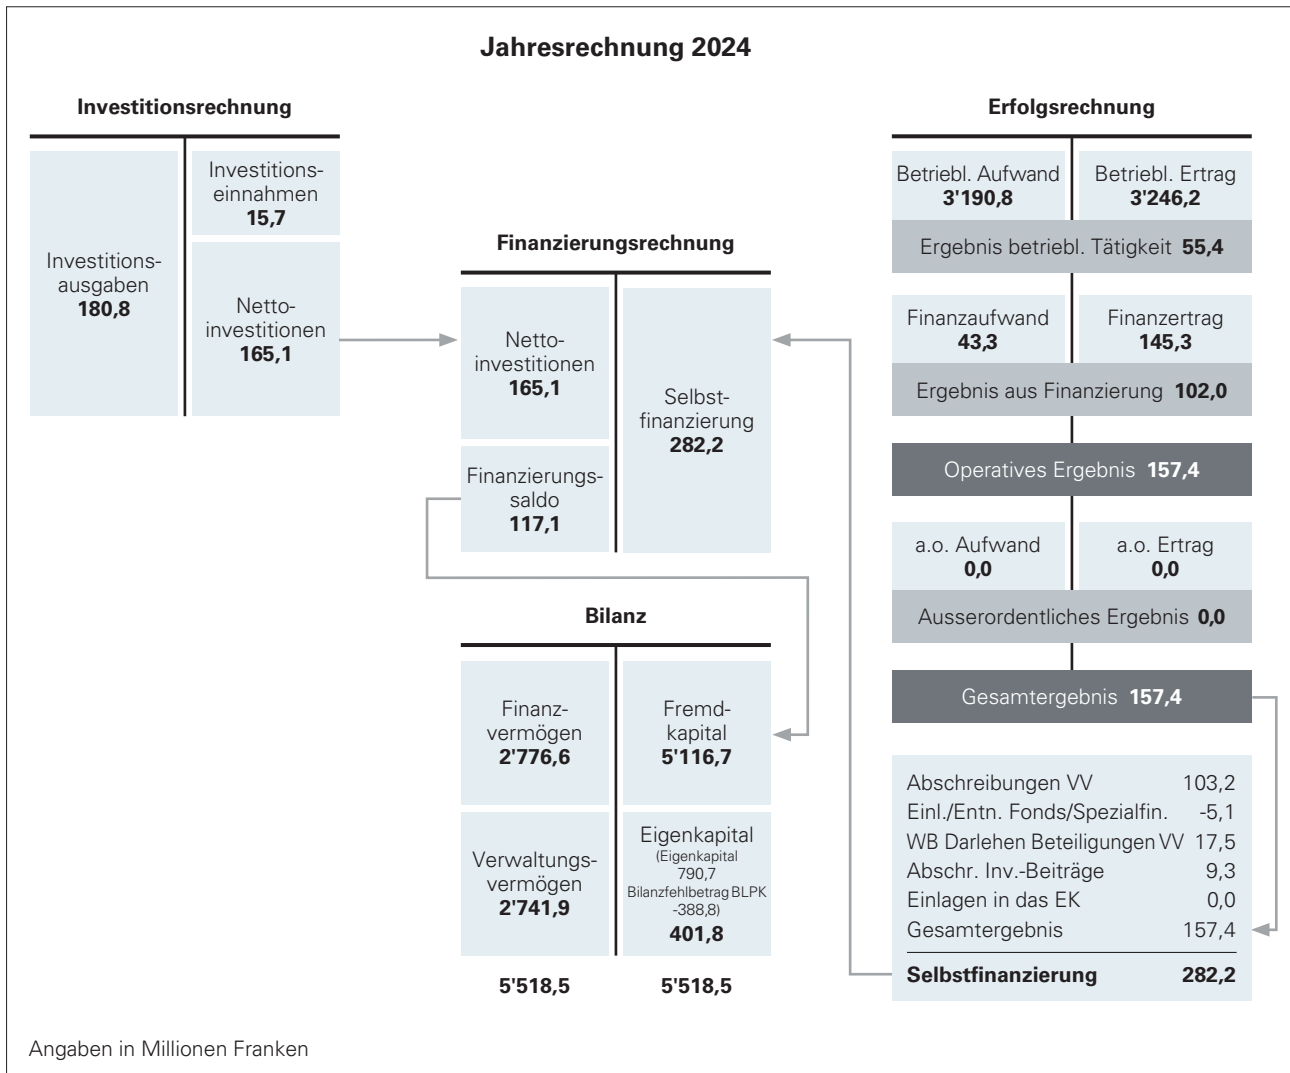 Jahresrechnung 2024
Investitionsrechnung
Investitions-
ausgaben
180,8
Investitions-
einnahmen
15,7
Netto-
investitionen
165,1
Finanzierungsrechnung
Netto-
investitionen
165,1
Finanzierungs-
saldo
117,1
Selbst-
finanzierung
282,2
Bilanz
Finanz-
vermögen
2'776,6
Fremd-
kapital
5'116,7
Verwaltungs-
vermögen
2'741,9
Eigenkapital
(Eigenkapital
790,7
Bilanzfehlbetrag BLPK
-388,8)
401,8
5'518,5
5'518,5
Erfolgsrechnung
Betriebl. Aufwand
3'190,8
Betriebl. Ertrag
3'246,2
Ergebnis betriebl. Tätigkeit 55,4
Finanzaufwand
43,3
Finanzertrag
145,3
Ergebnis aus Finanzierung 102,0
Operatives Ergebnis 157,4
a.o. Aufwand
0,0
a.o. Ertrag
0,0
Ausserordentliches Ergebnis 0,0
Gesamtergebnis 157,4
Abschreibungen VV 103,2
Einl./Entn. Fonds/Spezialfin. -5,1
WB Darlehen Beteiligungen VV 17,5
Abschr. Inv.-Beiträge 9,3
Einlagen in das EK 0,0
Gesamtergebnis 157,4
Selbstfinanzierung 282,2
Angaben in Millionen Franken